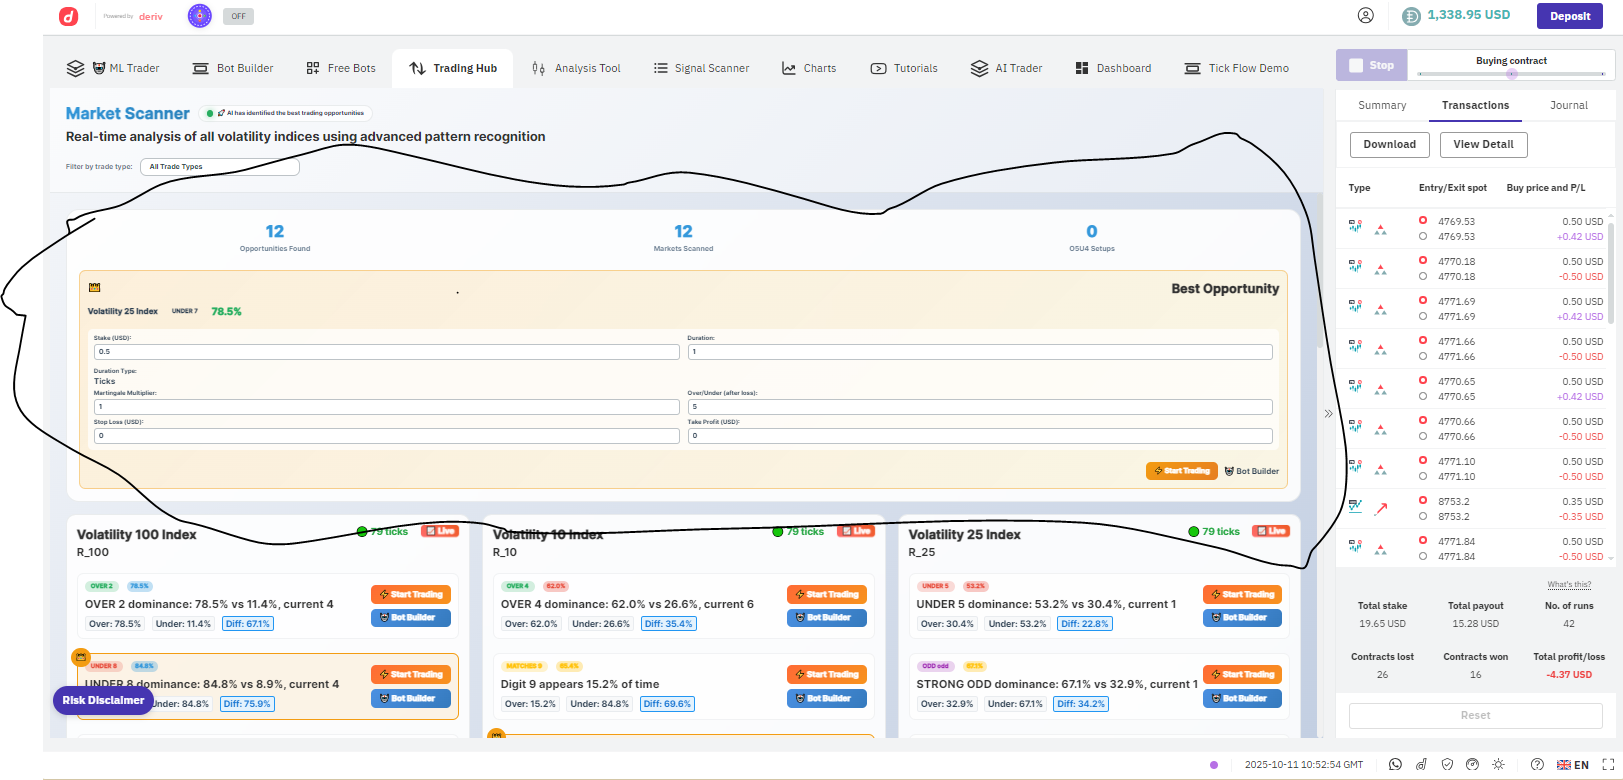 Powered by deriv
OFF
1,338.95 USD
Deposit
ML Trader
Bot Builder
Free Bots
Trading Hub
Analysis Tool
Signal Scanner
Charts
Tutorials
AI Trader
Dashboard
Tick Flow Demo
Stop
Buying contract
Market Scanner
AI has identified the best trading opportunities
Real-time analysis of all volatility indices using advanced pattern recognition
Filter by trade type: All Trade Types
12
Opportunities Found
12
Markets Scanned
0
O5U4 Setups
Best Opportunity
Volatility 25 Index UNDER 7 78.5%
Stake (USD):
0.5
Duration:
1
Duration Type:
Ticks
Martingale Multiplier:
1
Over/Under (after loss):
5
Stop Loss (USD):
0
Take Profit (USD):
0
Start Trading
Bot Builder
Volatility 100 Index
79 ticks
Live
R_100
OVER 2 78.5%
OVER 2 dominance: 78.5% vs 11.4%, current 4
Over: 78.5% Under: 11.4% Diff: 67.1%
Start Trading
Bot Builder
UNDER 8 84.8%
UNDER 8 dominance: 84.8% vs 8.9%, current 4
Under: 84.8% Diff: 75.9%
Start Trading
Bot Builder
Risk Disclaimer
Volatility 10 Index
79 ticks
Live
R_10
OVER 4 62.0%
OVER 4 dominance: 62.0% vs 26.6%, current 6
Over: 62.0% Under: 26.6% Diff: 35.4%
Start Trading
Bot Builder
MATCHES 9
Digit 9 appears 15.2% of time
Over: 15.2% Under: 84.8% Diff: 69.6%
Start Trading
Bot Builder
Volatility 25 Index
79 ticks
Live
R_25
UNDER 5 53.2%
UNDER 5 dominance: 53.2% vs 30.4%, current 1
Over: 30.4% Under: 53.2% Diff: 22.8%
Start Trading
Bot Builder
ODD odd 67.1%
STRONG ODD dominance: 67.1% vs 32.9%, current 1
Over: 32.9% Under: 67.1% Diff: 34.2%
Start Trading
Bot Builder
Summary
Transactions
Journal
Download
View Detail
Type Entry/Exit spot Buy price and P/L
4769.53 0.50 USD
4769.53 +0.42 USD
4770.18 0.50 USD
4770.18 -0.50 USD
4771.69 0.50 USD
4771.69 +0.42 USD
4771.66 0.50 USD
4771.66 -0.50 USD
4770.65 0.50 USD
4770.65 +0.42 USD
4770.66 0.50 USD
4770.66 -0.50 USD
4771.10 0.50 USD
4771.10 -0.50 USD
8753.2 0.35 USD
8753.2 -0.35 USD
4771.84 0.50 USD
4771.84 -0.50 USD
What's this?
Total stake Total payout No. of runs
19.65 USD 15.28 USD 42
Contracts lost Contracts won Total profit/loss
26 16 -4.37 USD
Reset
2025-10-11 10:52:54 GMT
EN